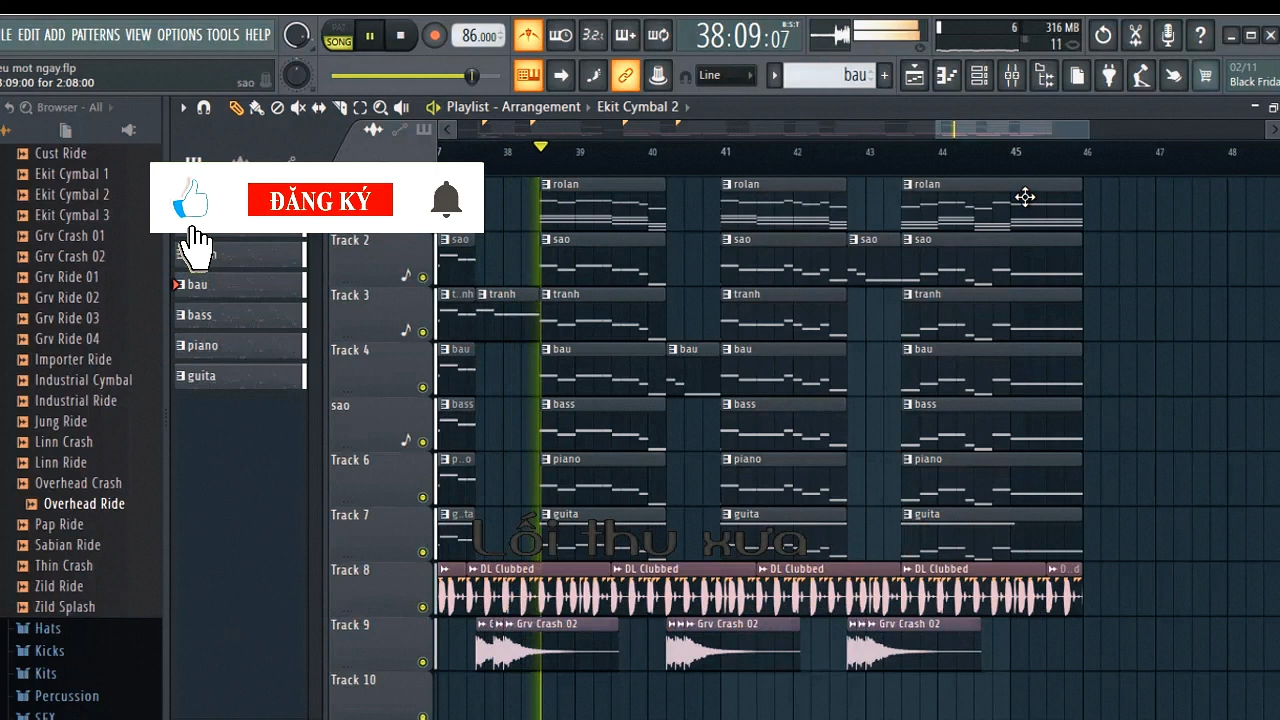 LE EDIT ADD PATTERNS VIEW OPTIONS TOOLS HELP
PAT
SONG
86.000
3.2.
38:09:07
B:S:T
6
316 MB
11
eu mot ngay.flp
3:09:00 for 2:08:00
sao
Line
bau
02/11
Black Frida
Browser - All
Playlist - Arrangement
Ekit Cymbal 2
7 38 39 40 41 42 43 44 45 46 47 48
Cust Ride
Ekit Cymbal 1
Ekit Cymbal 2
Ekit Cymbal 3
Grv Crash 01
Grv Crash 02
Grv Ride 01
Grv Ride 02
Grv Ride 03
Grv Ride 04
Importer Ride
Industrial Cymbal
Industrial Ride
Jung Ride
Linn Crash
Linn Ride
Overhead Crash
Overhead Ride
Pap Ride
Sabian Ride
Thin Crash
Zild Ride
Zild Splash
Hats
Kicks
Kits
Percussion
SFX
ĐĂNG KÝ
bau
bass
piano
guita
rolan rolan rolan
Track 2
sao sao sao sao sao
Track 3
t..nh tranh tranh tranh tranh
Track 4
bau bau bau bau bau
sao
bass bass bass bass
Track 6
p..o piano piano piano
Track 7
g..ta guita guita guita
Lối thu xưa
Track 8
DL Clubbed DL Clubbed DL Clubbed DL Clubbed D..d
Track 9
Grv Crash 02 Grv Crash 02 Grv Crash 02
Track 10